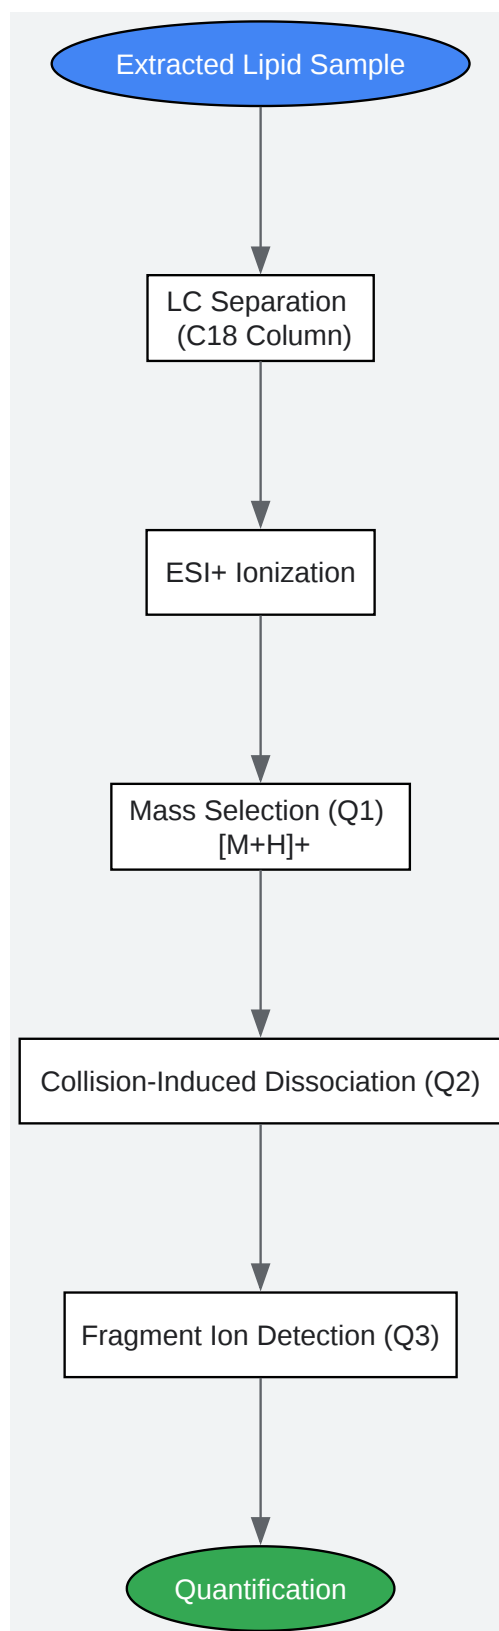 Extracted Lipid Sample
LC Separation
(C18 Column)
ESI+ Ionization
Mass Selection (Q1)
[M+H]+
Collision-Induced Dissociation (Q2)
Fragment Ion Detection (Q3)
Quantification